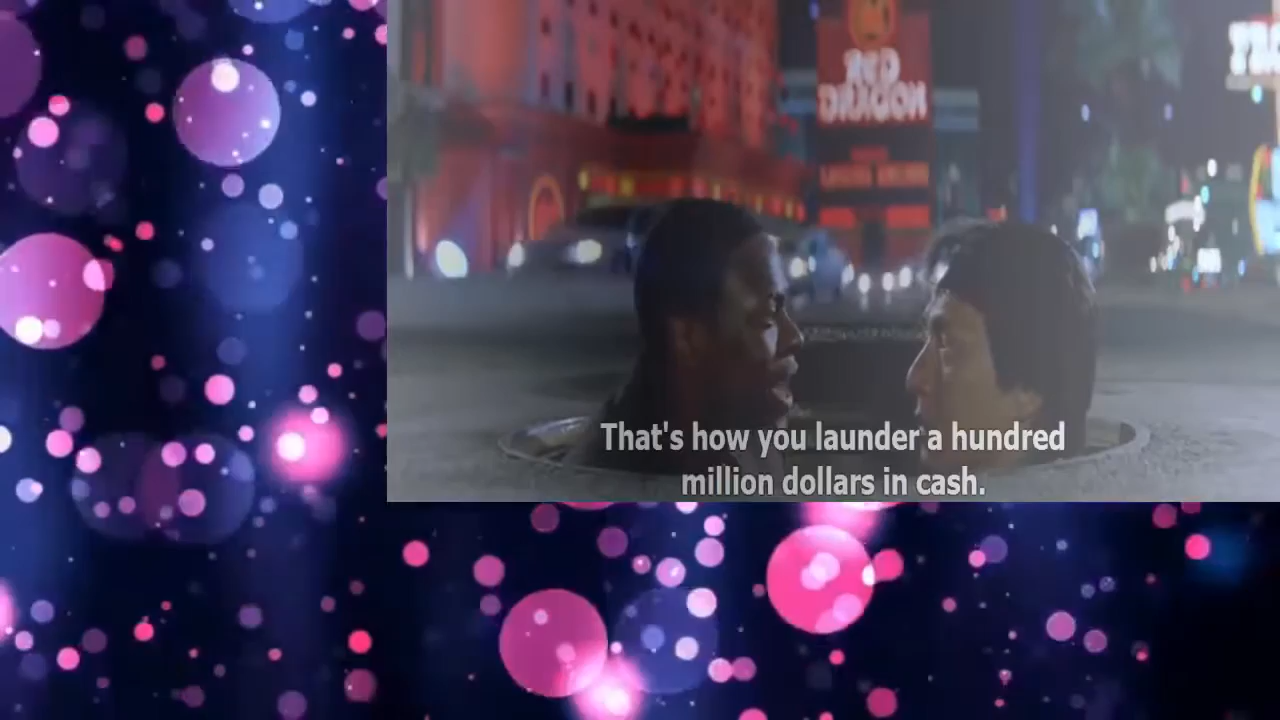 RED
DRAGON
That's how you launder a hundred
million dollars in cash.